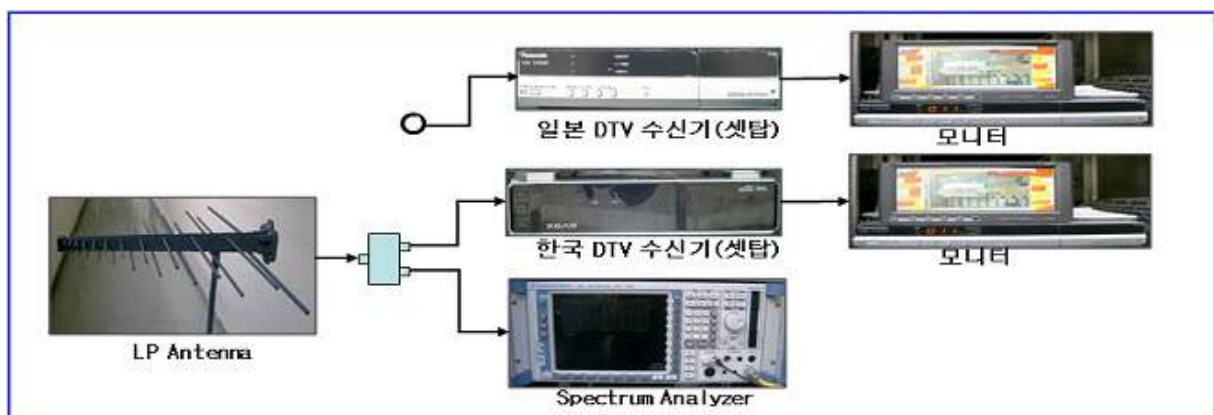 Panasonic
일본 DTV 수신기(셋탑)
모니터
한국 DTV 수신기(셋탑)
모니터
LP Antenna
Spectrum Analyzer